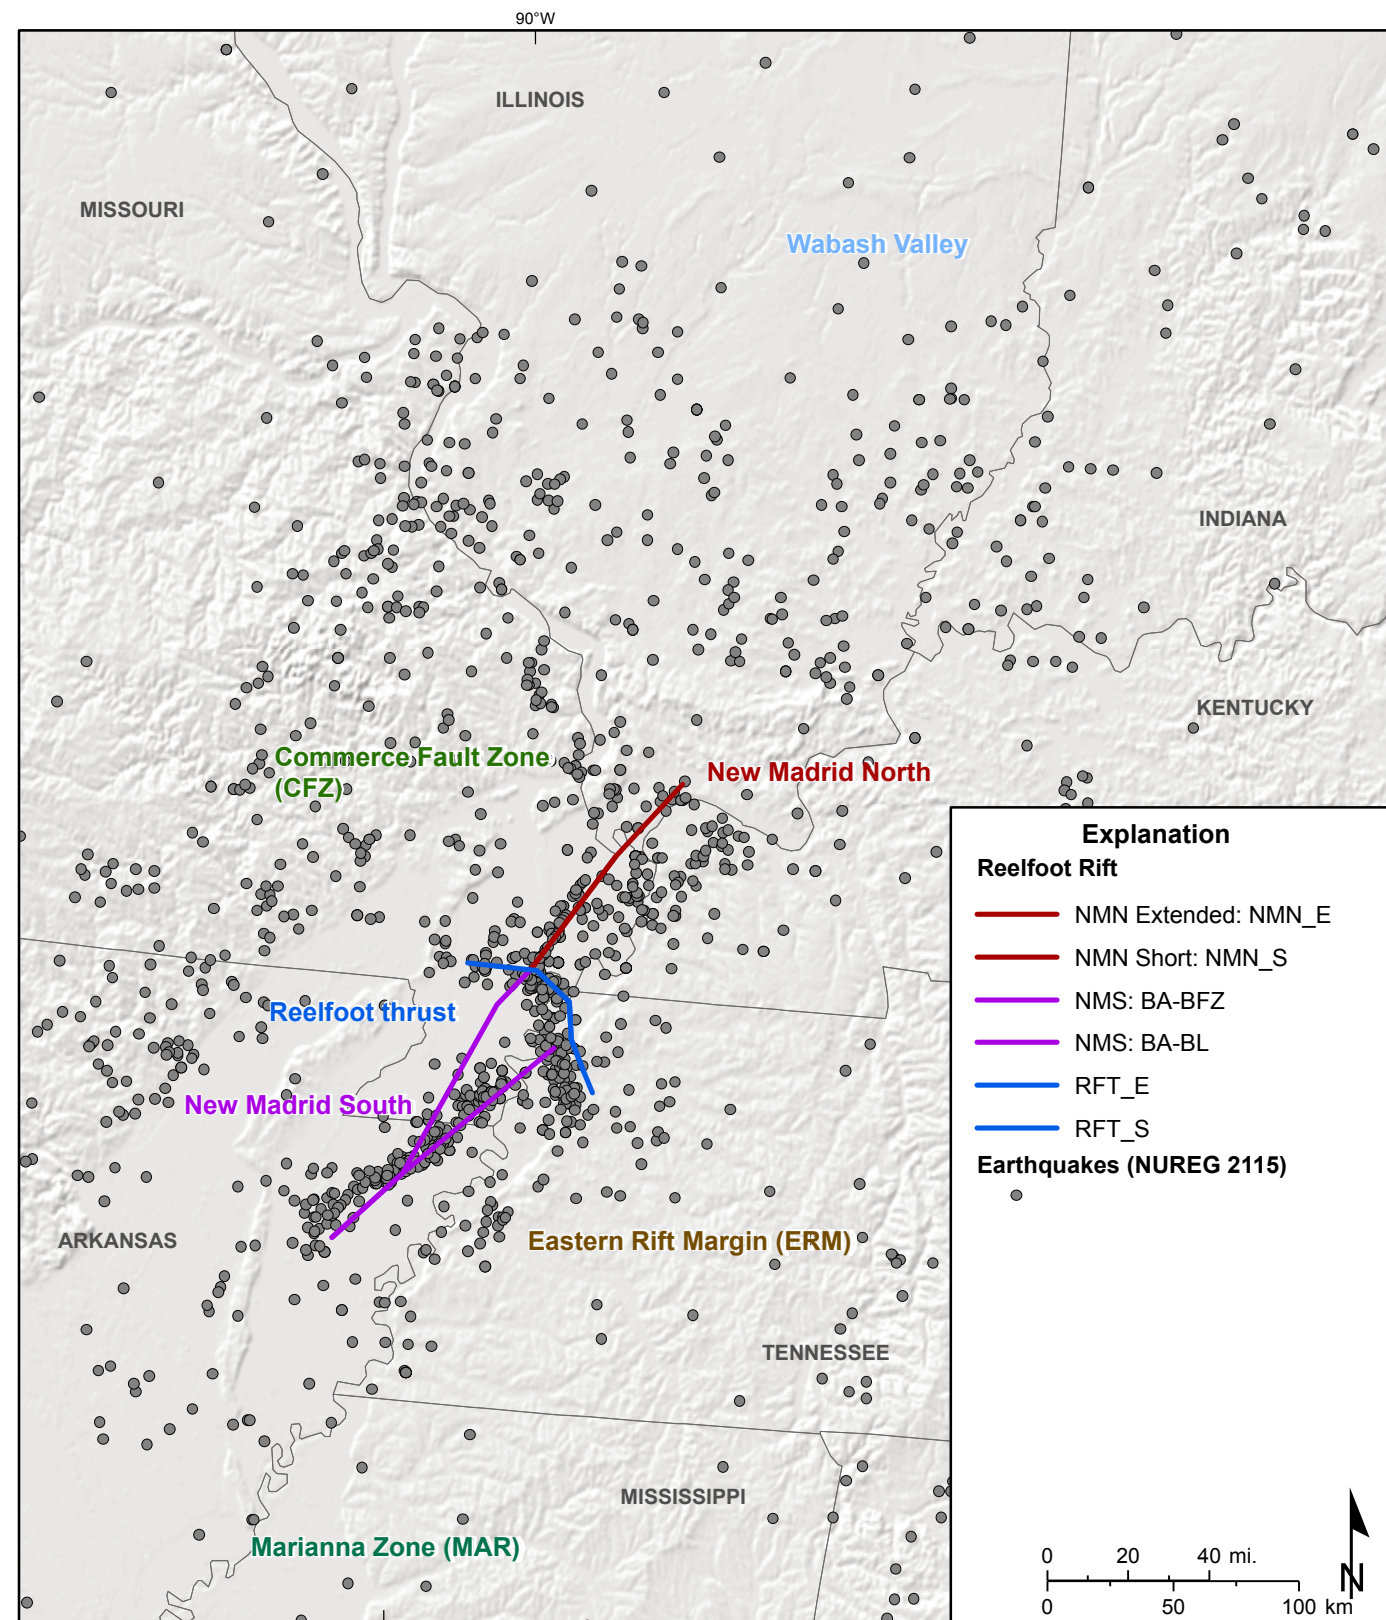 90°W
ILLINOIS
MISSOURI
Wabash Valley
INDIANA
KENTUCKY
Commerce Fault Zone
(CFZ)
New Madrid North
Reelfoot thrust
New Madrid South
ARKANSAS
Eastern Rift Margin (ERM)
TENNESSEE
MISSISSIPPI
Marianna Zone (MAR)
Explanation
Reelfoot Rift
NMN Extended: NMN_E
NMN Short: NMN_S
NMS: BA-BFZ
NMS: BA-BL
RFT_E
RFT_S
Earthquakes (NUREG 2115)
0 20 40 mi.
0 50 100 km
N